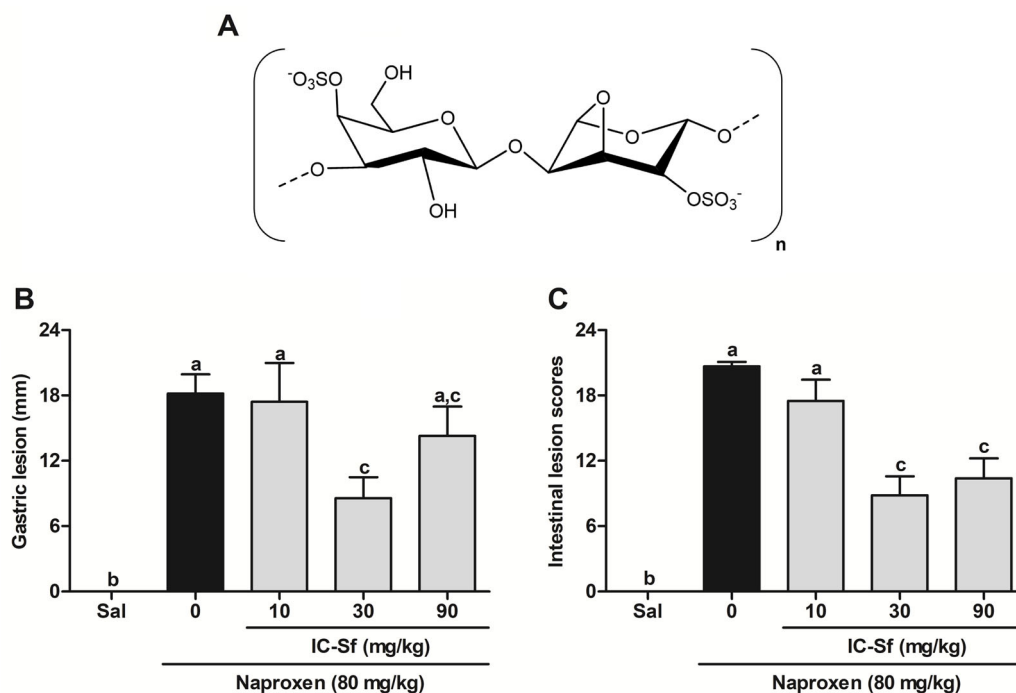 A
-O3SO
OH
O
O
O
O
O
O
OH
OSO3-
n
B
24
18
12
6
0
Gastric lesion (mm)
b
a
a
c
a,c
Sal
0
10
30
90
IC-Sf (mg/kg)
Naproxen (80 mg/kg)
C
24
18
12
6
0
Intestinal lesion scores
b
a
a
c
c
Sal
0
10
30
90
IC-Sf (mg/kg)
Naproxen (80 mg/kg)